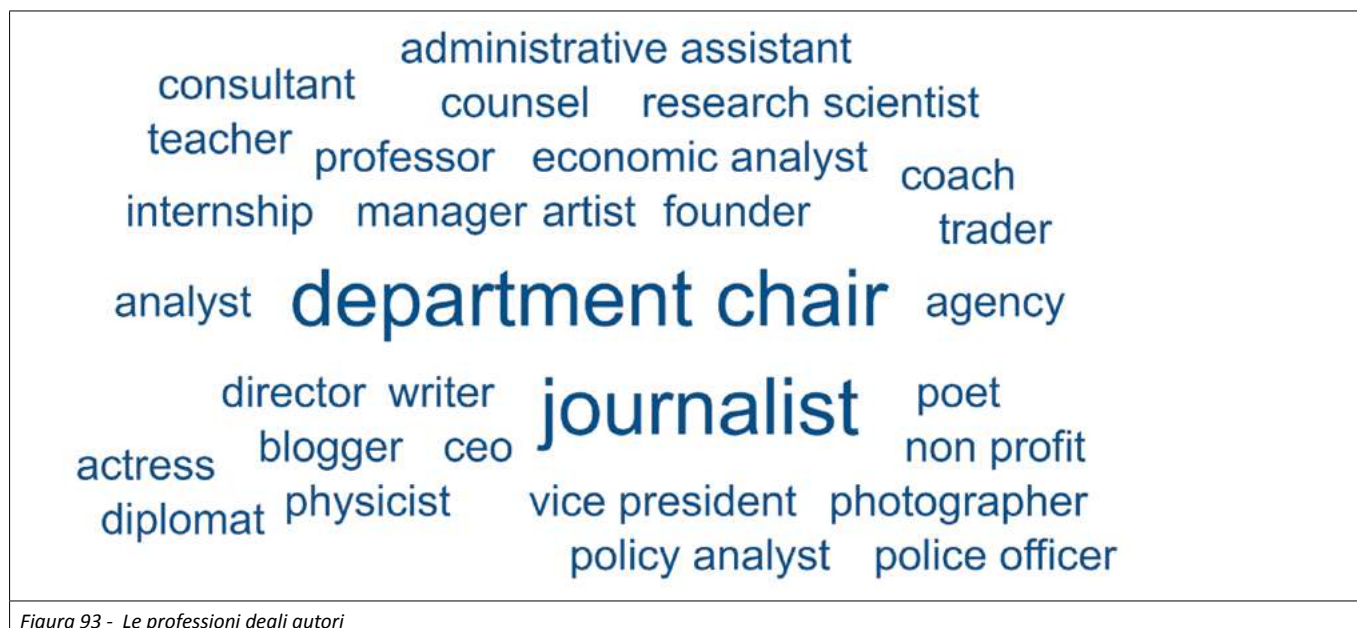 administrative assistant
consultant
counsel research scientist
teacher
professor economic analyst
coach
internship manager artist founder
trader
analyst department chair agency
director writer journalist poet
blogger ceo non profit
actress
physicist vice president photographer
diplomat
policy analyst police officer
Figura 93 - Le professioni degli autori